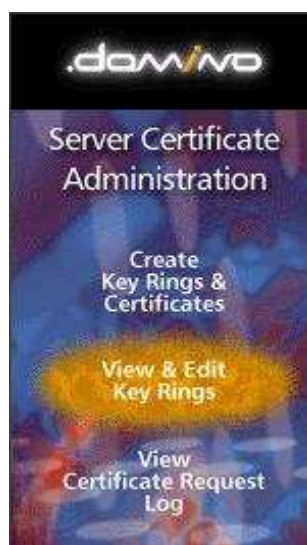 .domino
Server Certificate
Administration
Create
Key Rings &
Certificates
View & Edit
Key Rings
View
Certificate Request
Log